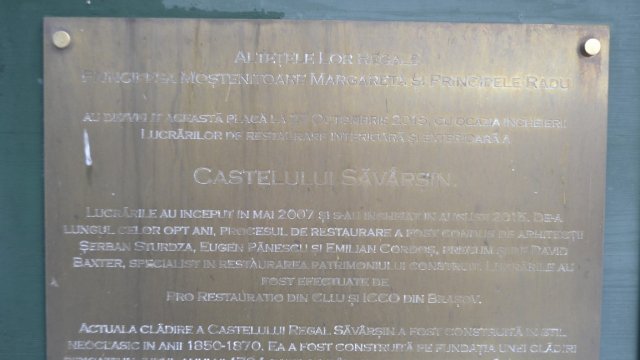 Altețele Lor Regale
Principesa Moștenitoare Margareta și Principele Radu
au dezvelit această placă la Octombrie 2015, cu ocazia încheierii
lucrărilor de restaurare interioară și exterioară a
Castelului Săvârșin.
Lucrările au început în mai 2007 și s-au încheiat în august 2015. De-a
lungul celor opt ani, procesul de restaurare a fost condus de arhitecții
Șerban Sturdza, Eugen Pănescu și Emilian Cordoș, precum și de David
Baxter, specialist în restaurarea patrimoniului construit. Lucrările au
fost efectuate de
Pro Restauratio din Cluj și ICCO din Brașov.
Actuala clădire a Castelului Regal Săvârșin a fost construită în stil
neoclasic în anii 1850-1870. Ea a fost construită pe fundația unei clădiri